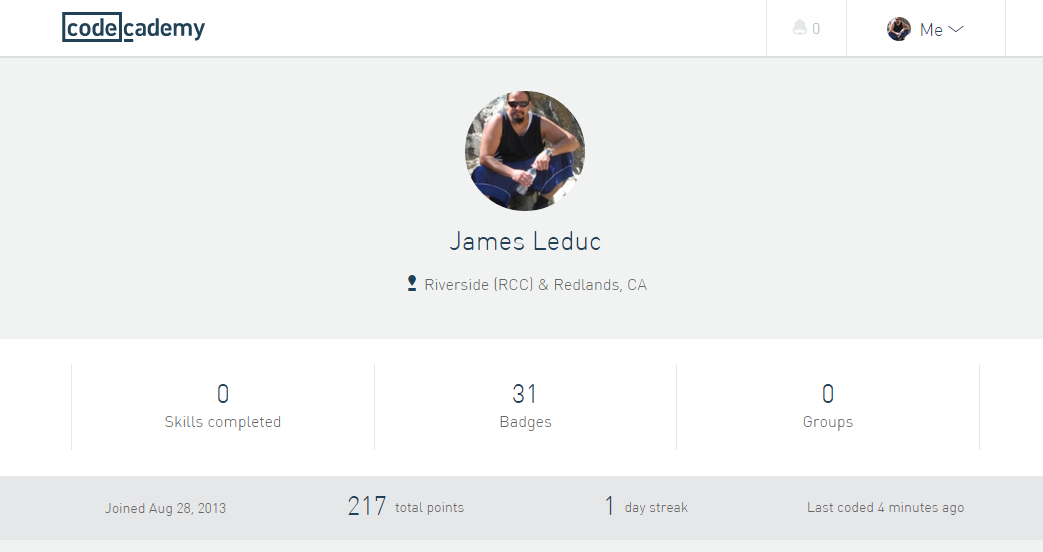 codecademy
0
Me
James Leduc
Riverside (RCC) & Redlands, CA
0
Skills completed
31
Badges
0
Groups
Joined Aug 28, 2013
217 total points
1 day streak
Last coded 4 minutes ago